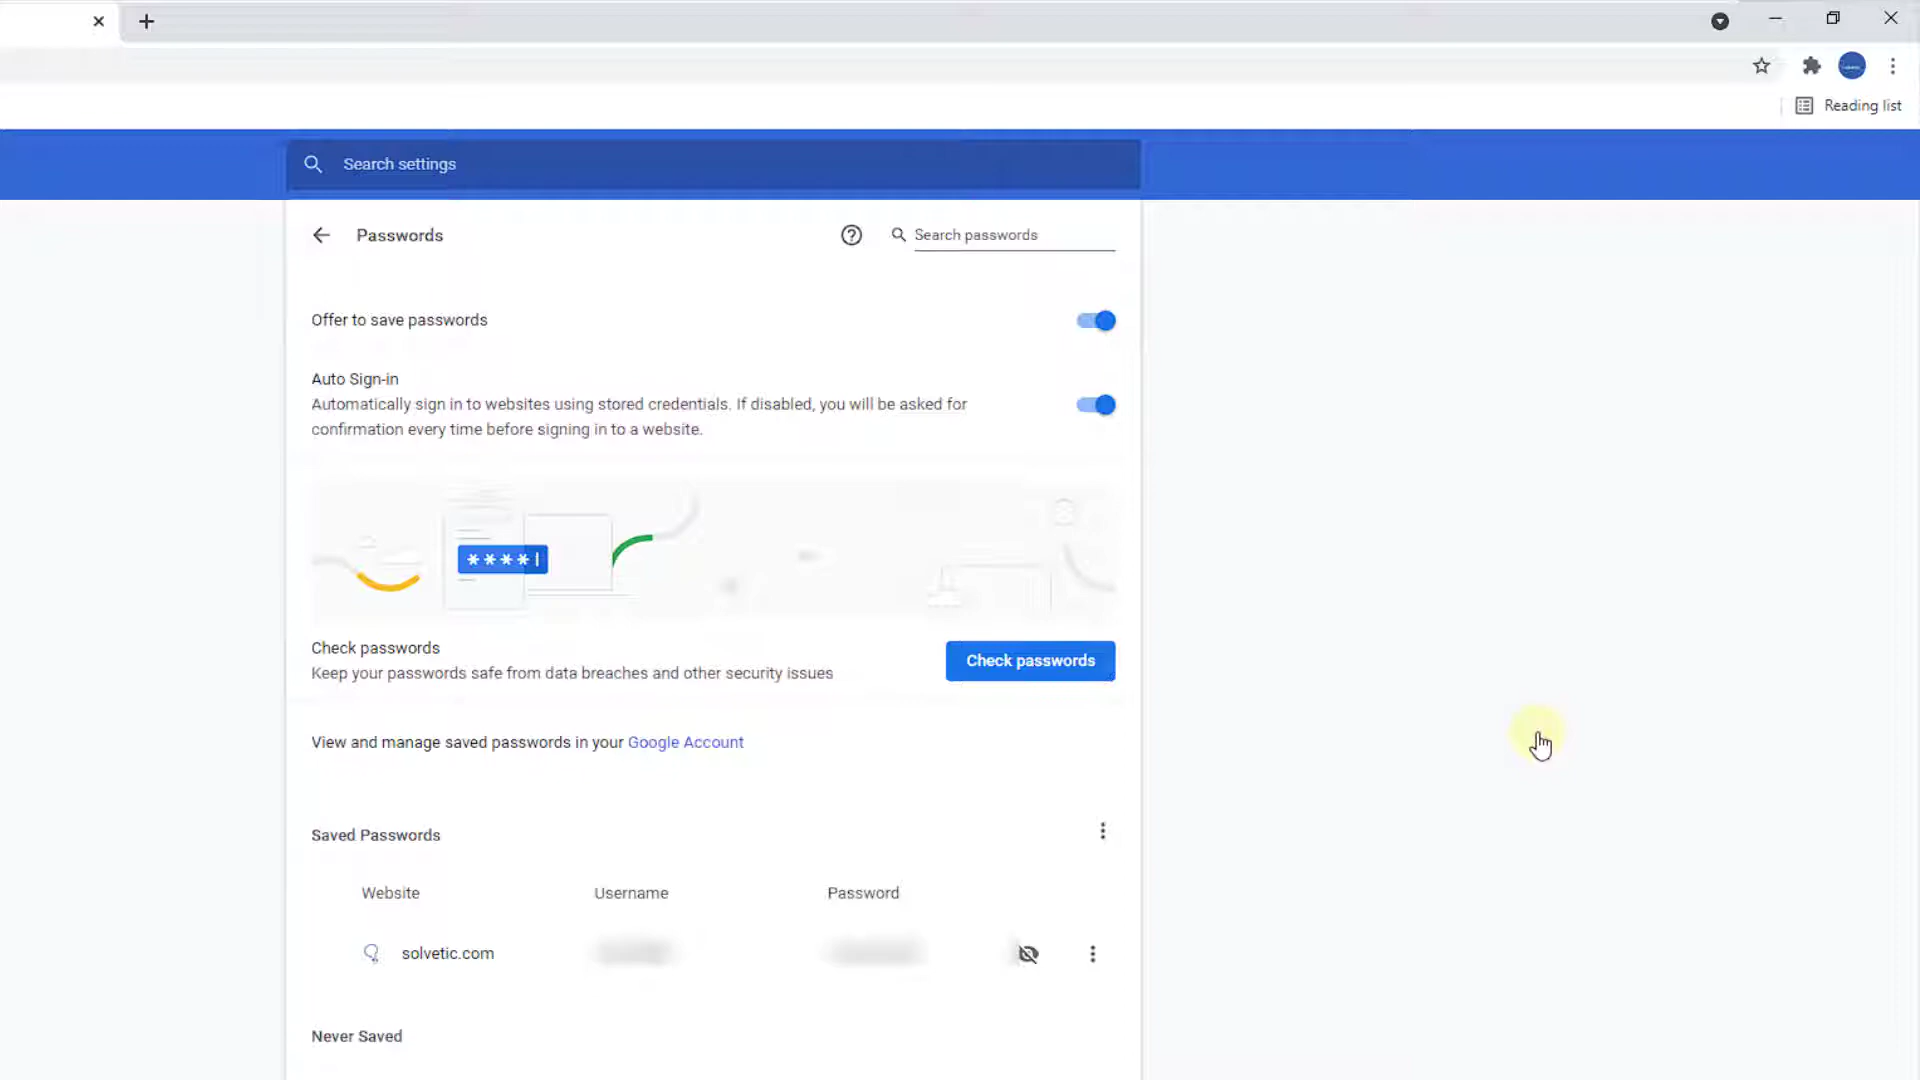 Reading list
Search settings
Passwords
Search passwords
Offer to save passwords
Auto Sign-in
Automatically sign in to websites using stored credentials. If disabled, you will be asked for
confirmation every time before signing in to a website.
****|
Check passwords
Keep your passwords safe from data breaches and other security issues
Check passwords
View and manage saved passwords in your Google Account
Saved Passwords
Website Username Password
solvetic.com
Never Saved